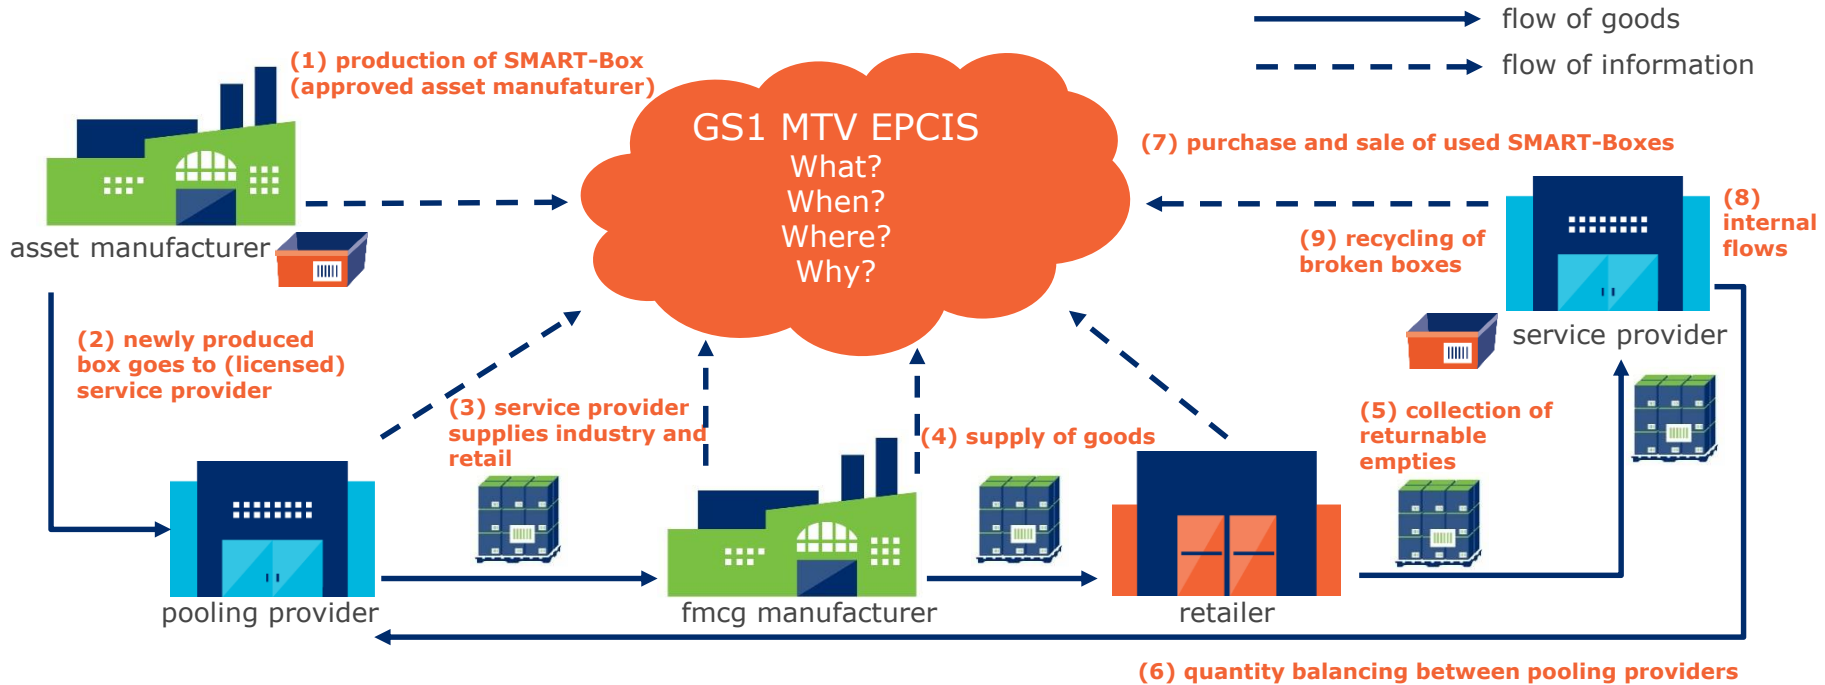 flow of goods
flow of information
(1) production of SMART-Box
(approved asset manufaturer)
GS1 MTV EPCIS
What?
When?
Where?
Why?
(7) purchase and sale of used SMART-Boxes
(8)
internal
flows
(9) recycling of
broken boxes
asset manufacturer
service provider
(2) newly produced
box goes to (licensed)
service provider
(3) service provider
supplies industry and
retail
(4) supply of goods
(5) collection of
returnable
empties
pooling provider
fmcg manufacturer
retailer
(6) quantity balancing between pooling providers